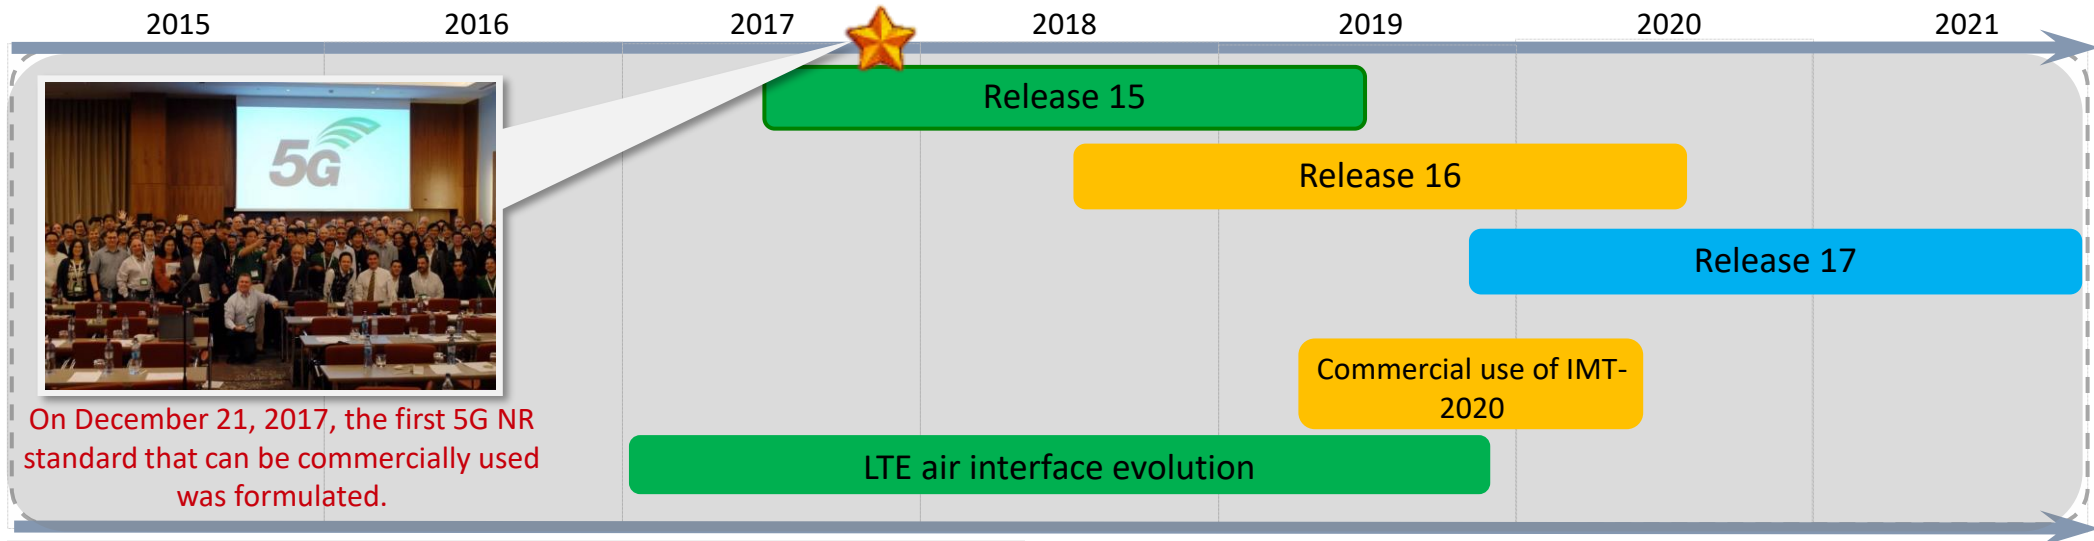 2015 2016 2017 2018 2019 2020 2021
Release 15
5G
Release 16
Release 17
Commercial use of IMT-
2020
On December 21, 2017, the first 5G NR
standard that can be commercially used
was formulated.
LTE air interface evolution